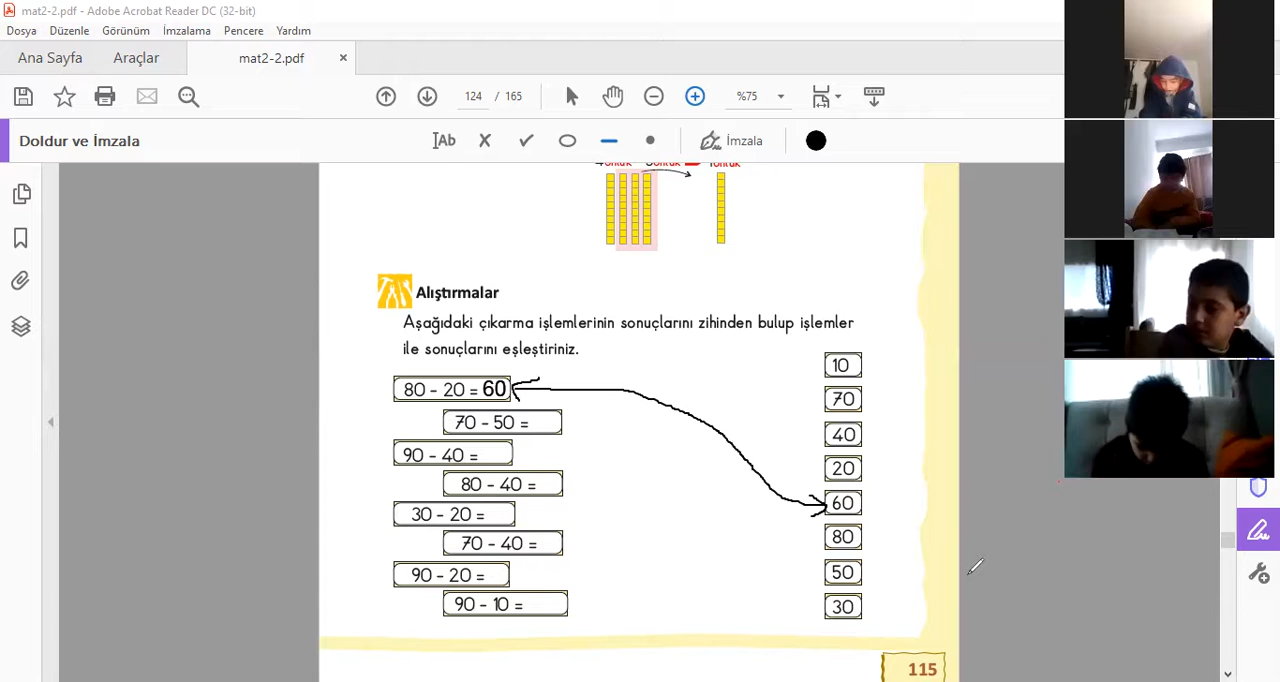 mat2-2.pdf - Adobe Acrobat Reader DC (32-bit)
Dosya Düzenle Görünüm İmzalama Pencere Yardım
Ana Sayfa Araçlar mat2-2.pdf ×
124 / 165 %75
Doldur ve İmzala IAb İmzala
Alıştırmalar
Aşağıdaki çıkarma işlemlerinin sonuçlarını zihinden bulup işlemler
ile sonuçlarını eşleştiriniz.
80 - 20 = 60
70 - 50 =
90 - 40 =
80 - 40 =
30 - 20 =
70 - 40 =
90 - 20 =
90 - 10 =
10
70
40
20
60
80
50
30
115